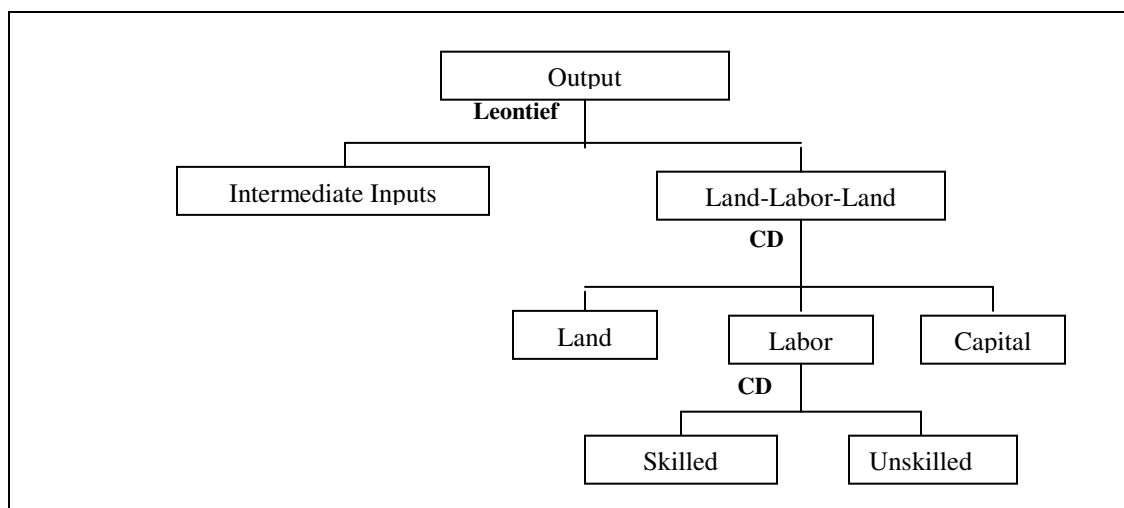 Output
Leontief
Intermediate Inputs
Land-Labor-Land
CD
Land
Labor
Capital
CD
Skilled
Unskilled